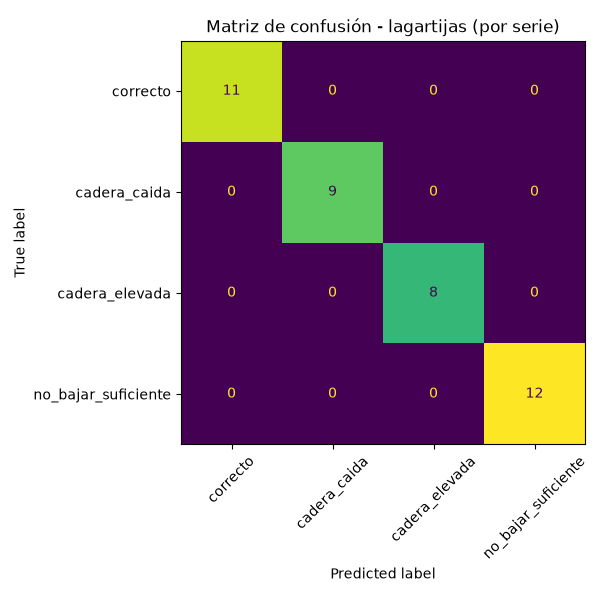 Matriz de confusión - lagartijas (por serie)
True label
correcto 11 0 0 0
cadera_caida 0 9 0 0
cadera_elevada 0 0 8 0
no_bajar_suficiente 0 0 0 12
correcto cadera_caida cadera_elevada no_bajar_suficiente
Predicted label